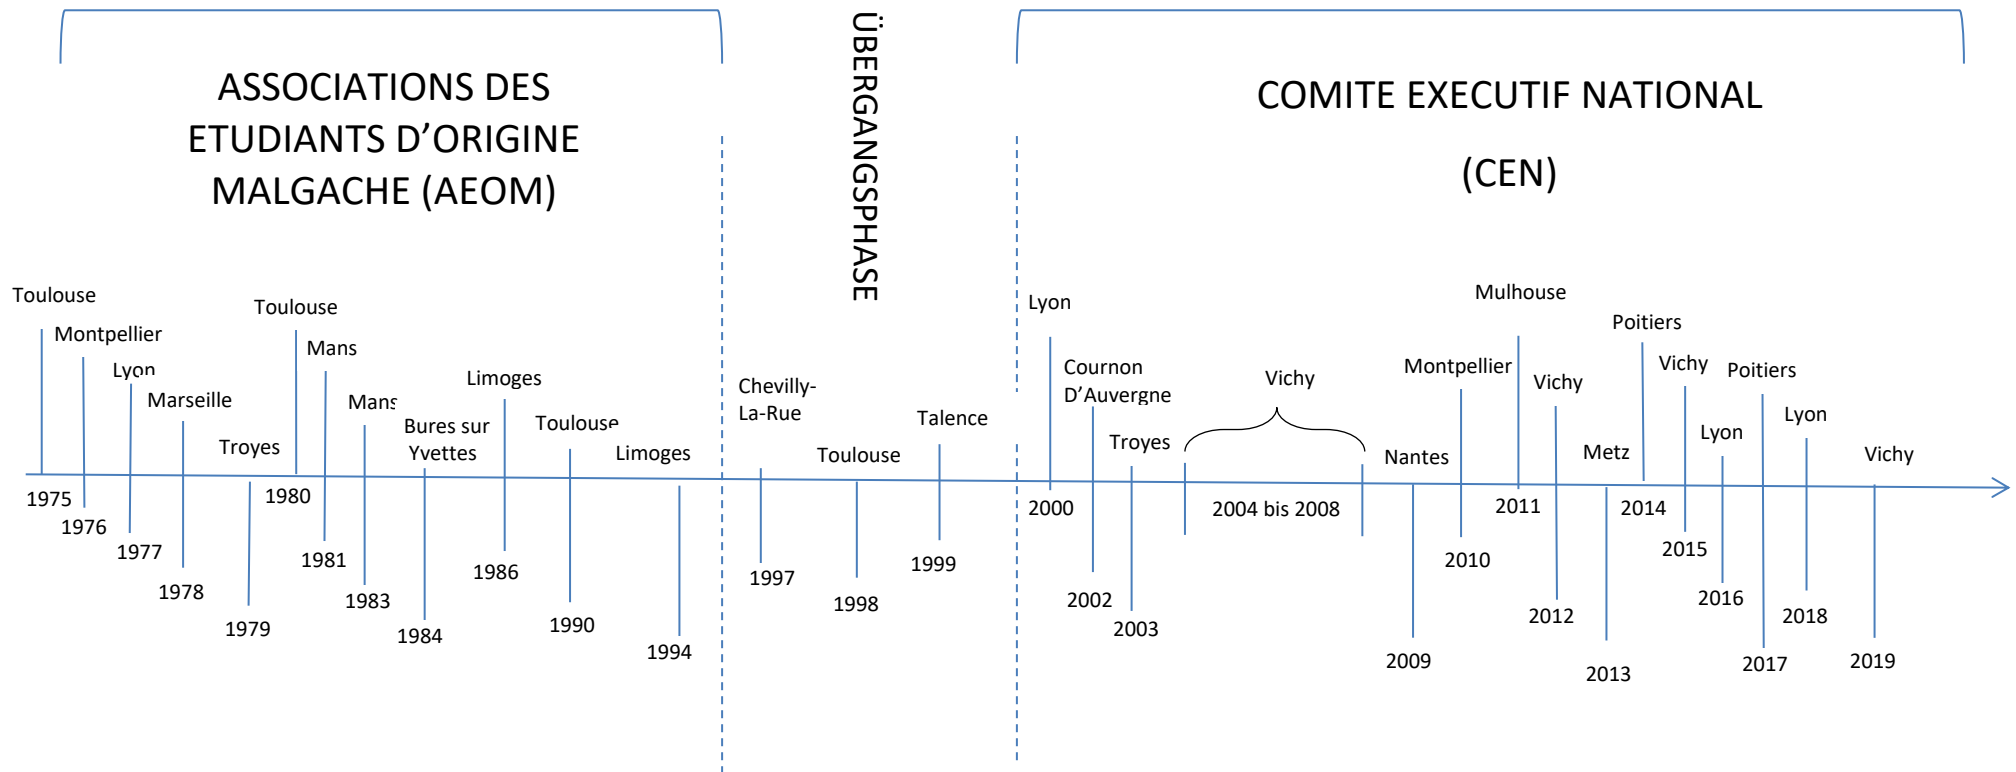 ASSOCIATIONS DES
ETUDIANTS D’ORIGINE
MALGACHE (AEOM)
ÜBERGANGSPHASE
COMITE EXECUTIF NATIONAL
(CEN)
Toulouse
1975
Montpellier
1976
Lyon
1977
Marseille
1978
Troyes
1979
Toulouse
1980
Mans
1981
Mans
1983
Bures sur
Yvettes
1984
Limoges
1986
Toulouse
1990
Limoges
1994
Chevilly-
La-Rue
1997
Toulouse
1998
Talence
1999
Lyon
2000
Cournon
D’Auvergne
2002
Troyes
2003
Vichy
2004 bis 2008
Nantes
2009
Montpellier
2010
Mulhouse
2011
Vichy
2012
Metz
2013
Poitiers
2014
Vichy
2015
Lyon
2016
Poitiers
2017
Lyon
2018
Vichy
2019